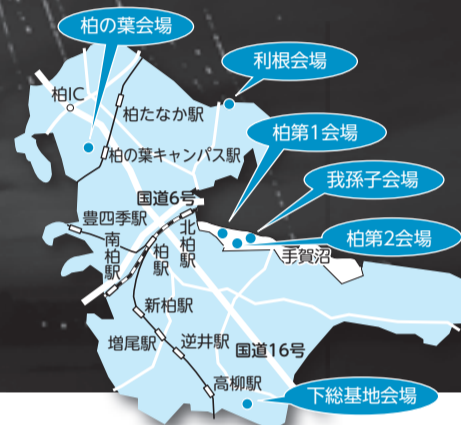 柏の葉会場
利根会場
柏IC
柏たなか駅
柏第1会場
柏の葉キャンパス駅
我孫子会場
国道6号
豊四季駅
北柏駅
柏第2会場
南柏駅
柏駅
手賀沼
新柏駅
増尾駅
逆井駅
国道16号
高柳駅
下総基地会場